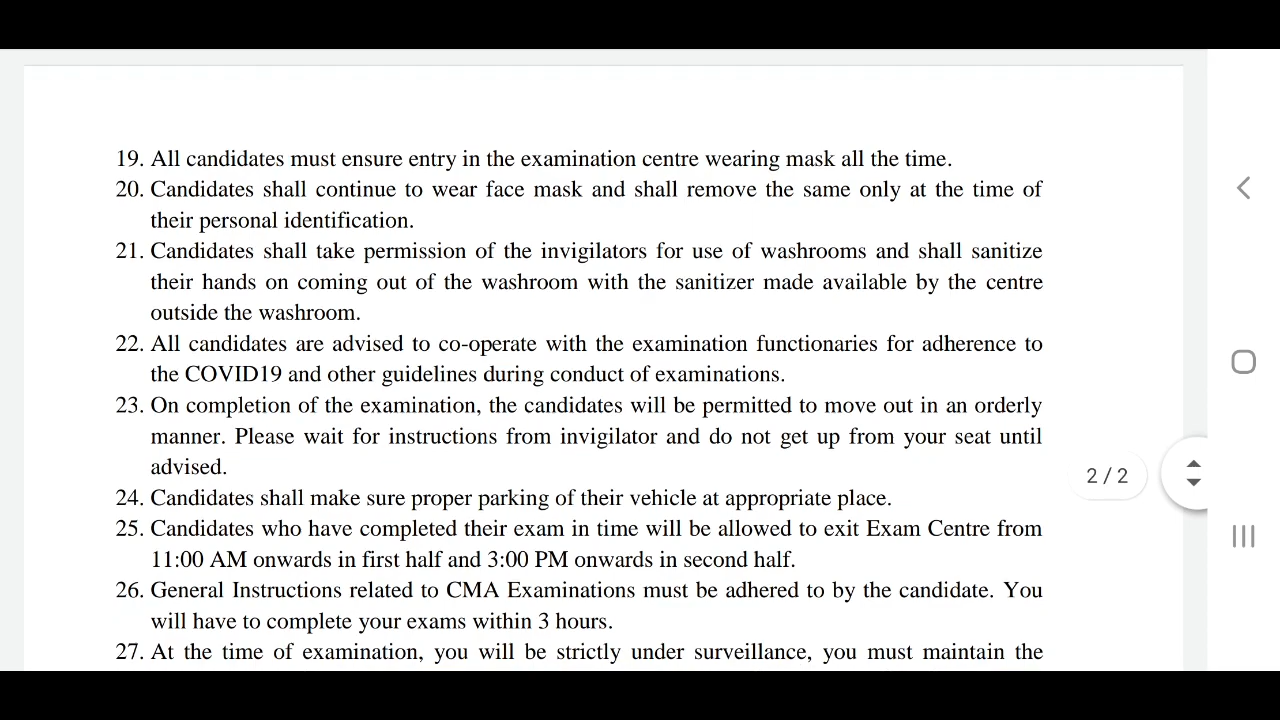 19. All candidates must ensure entry in the examination centre wearing mask all the time.
20. Candidates shall continue to wear face mask and shall remove the same only at the time of
their personal identification.
21. Candidates shall take permission of the invigilators for use of washrooms and shall sanitize
their hands on coming out of the washroom with the sanitizer made available by the centre
outside the washroom.
22. All candidates are advised to co-operate with the examination functionaries for adherence to
the COVID19 and other guidelines during conduct of examinations.
23. On completion of the examination, the candidates will be permitted to move out in an orderly
manner. Please wait for instructions from invigilator and do not get up from your seat until
advised.
2 / 2
24. Candidates shall make sure proper parking of their vehicle at appropriate place.
25. Candidates who have completed their exam in time will be allowed to exit Exam Centre from
11:00 AM onwards in first half and 3:00 PM onwards in second half.
26. General Instructions related to CMA Examinations must be adhered to by the candidate. You
will have to complete your exams within 3 hours.
27. At the time of examination, you will be strictly under surveillance, you must maintain the